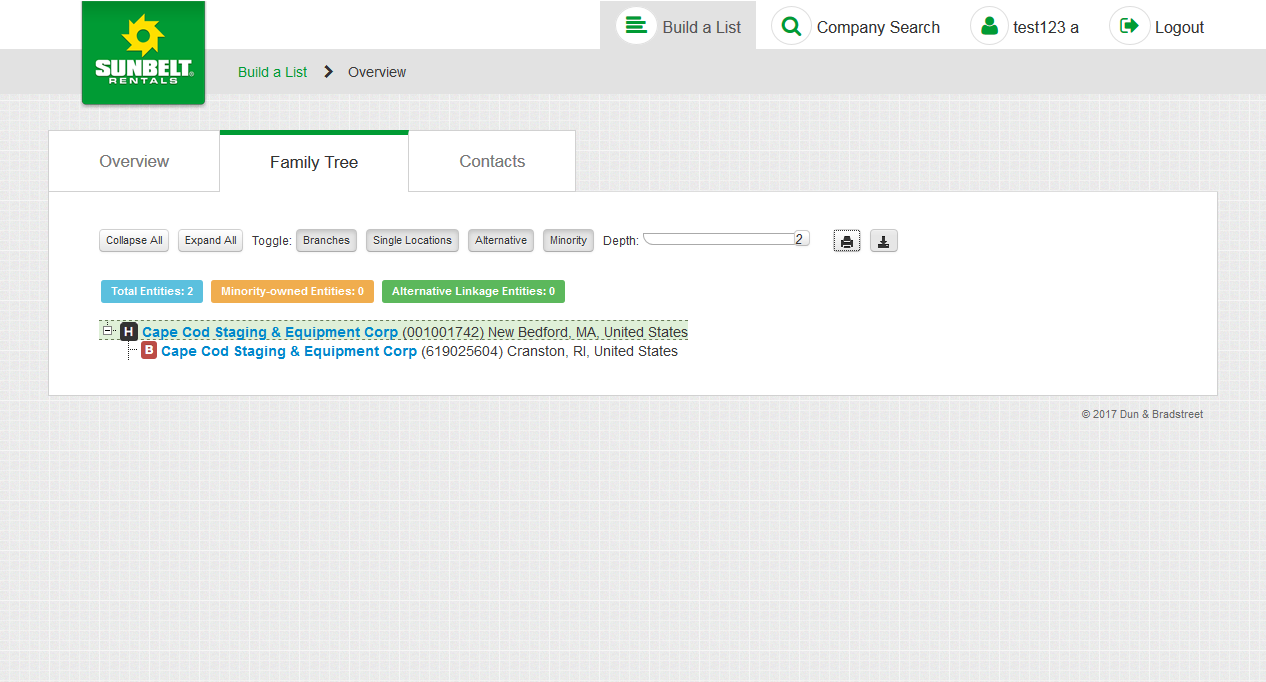 SUNBELT®
RENTALS
Build a List
Company Search
test123 a
Logout
Build a List
Overview
Overview
Family Tree
Contacts
Collapse All
Expand All
Toggle:
Branches
Single Locations
Alternative
Minority
Depth:
2
Total Entities: 2
Minority-owned Entities: 0
Alternative Linkage Entities: 0
H Cape Cod Staging & Equipment Corp (001001742) New Bedford, MA, United States
B Cape Cod Staging & Equipment Corp (619025604) Cranston, RI, United States
© 2017 Dun & Bradstreet